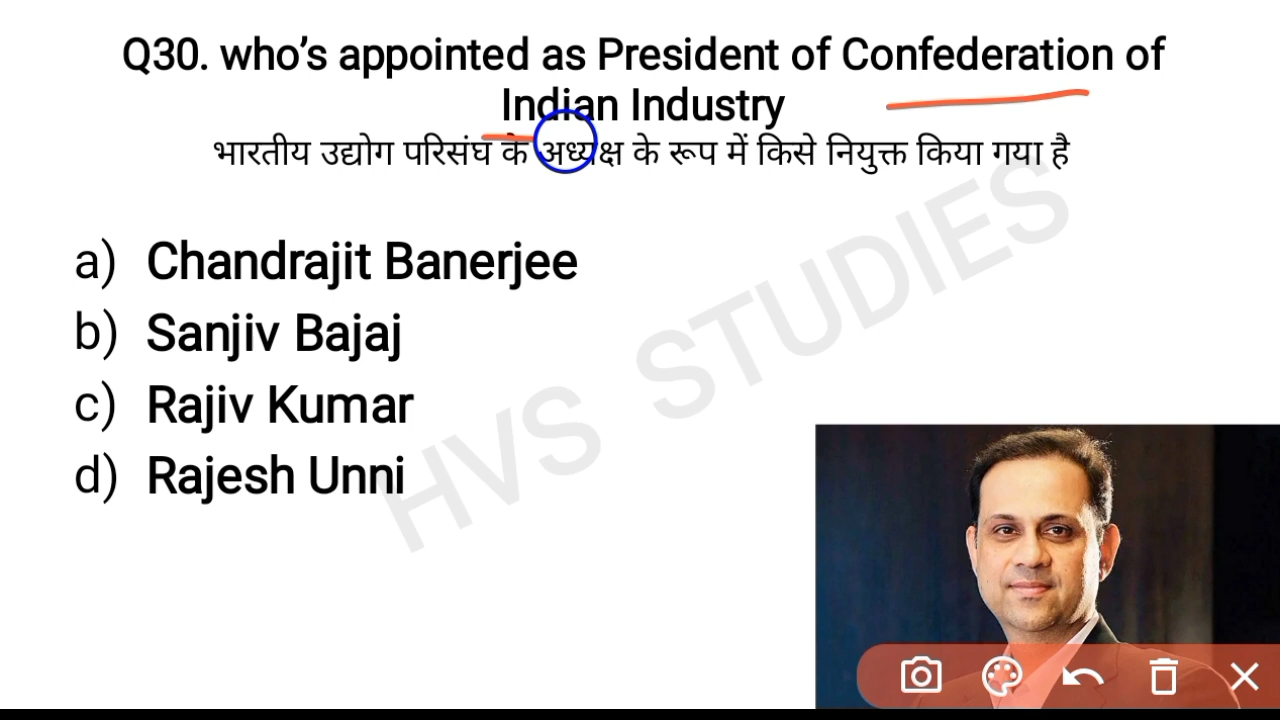 Q30. who’s appointed as President of Confederation of
Indian Industry
भारतीय उद्योग परिसंघ के अध्यक्ष के रूप में किसे नियुक्त किया गया है
a) Chandrajit Banerjee
b) Sanjiv Bajaj
c) Rajiv Kumar
d) Rajesh Unni
HVS STUDIES